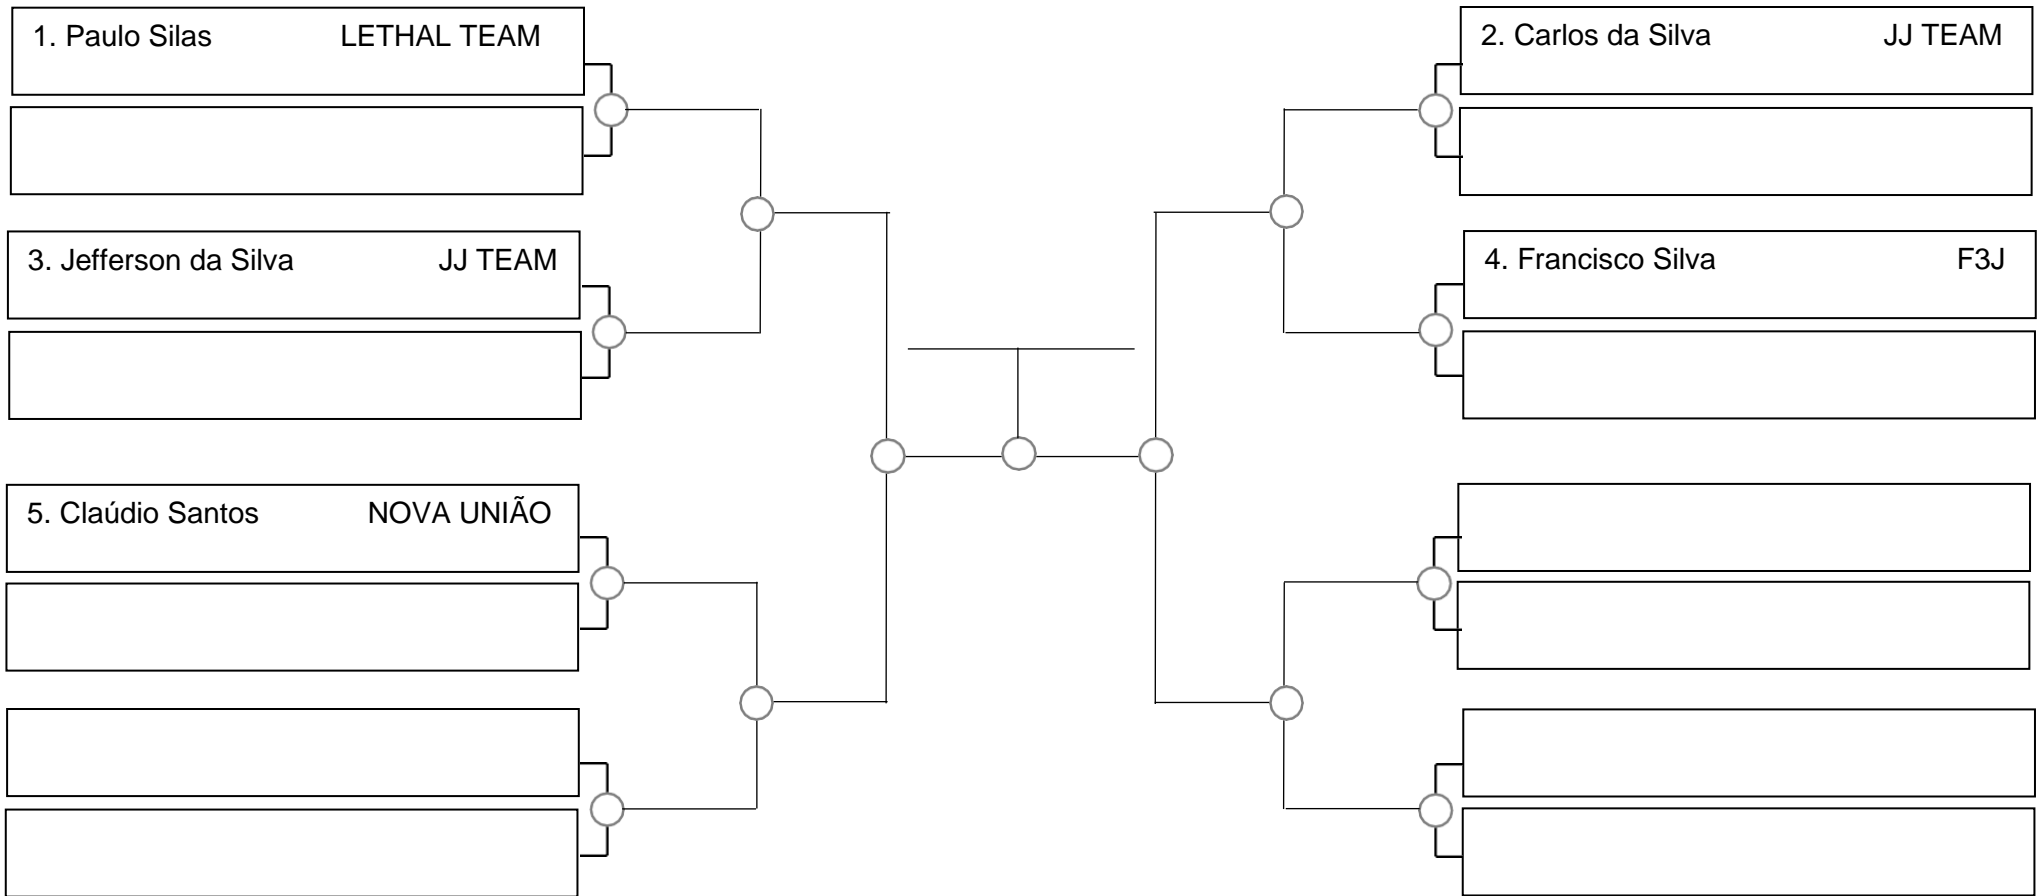 1. Paulo Silas LETHAL TEAM
2. Carlos da Silva JJ TEAM
3. Jefferson da Silva JJ TEAM
4. Francisco Silva F3J
5. Claúdio Santos NOVA UNIÃO